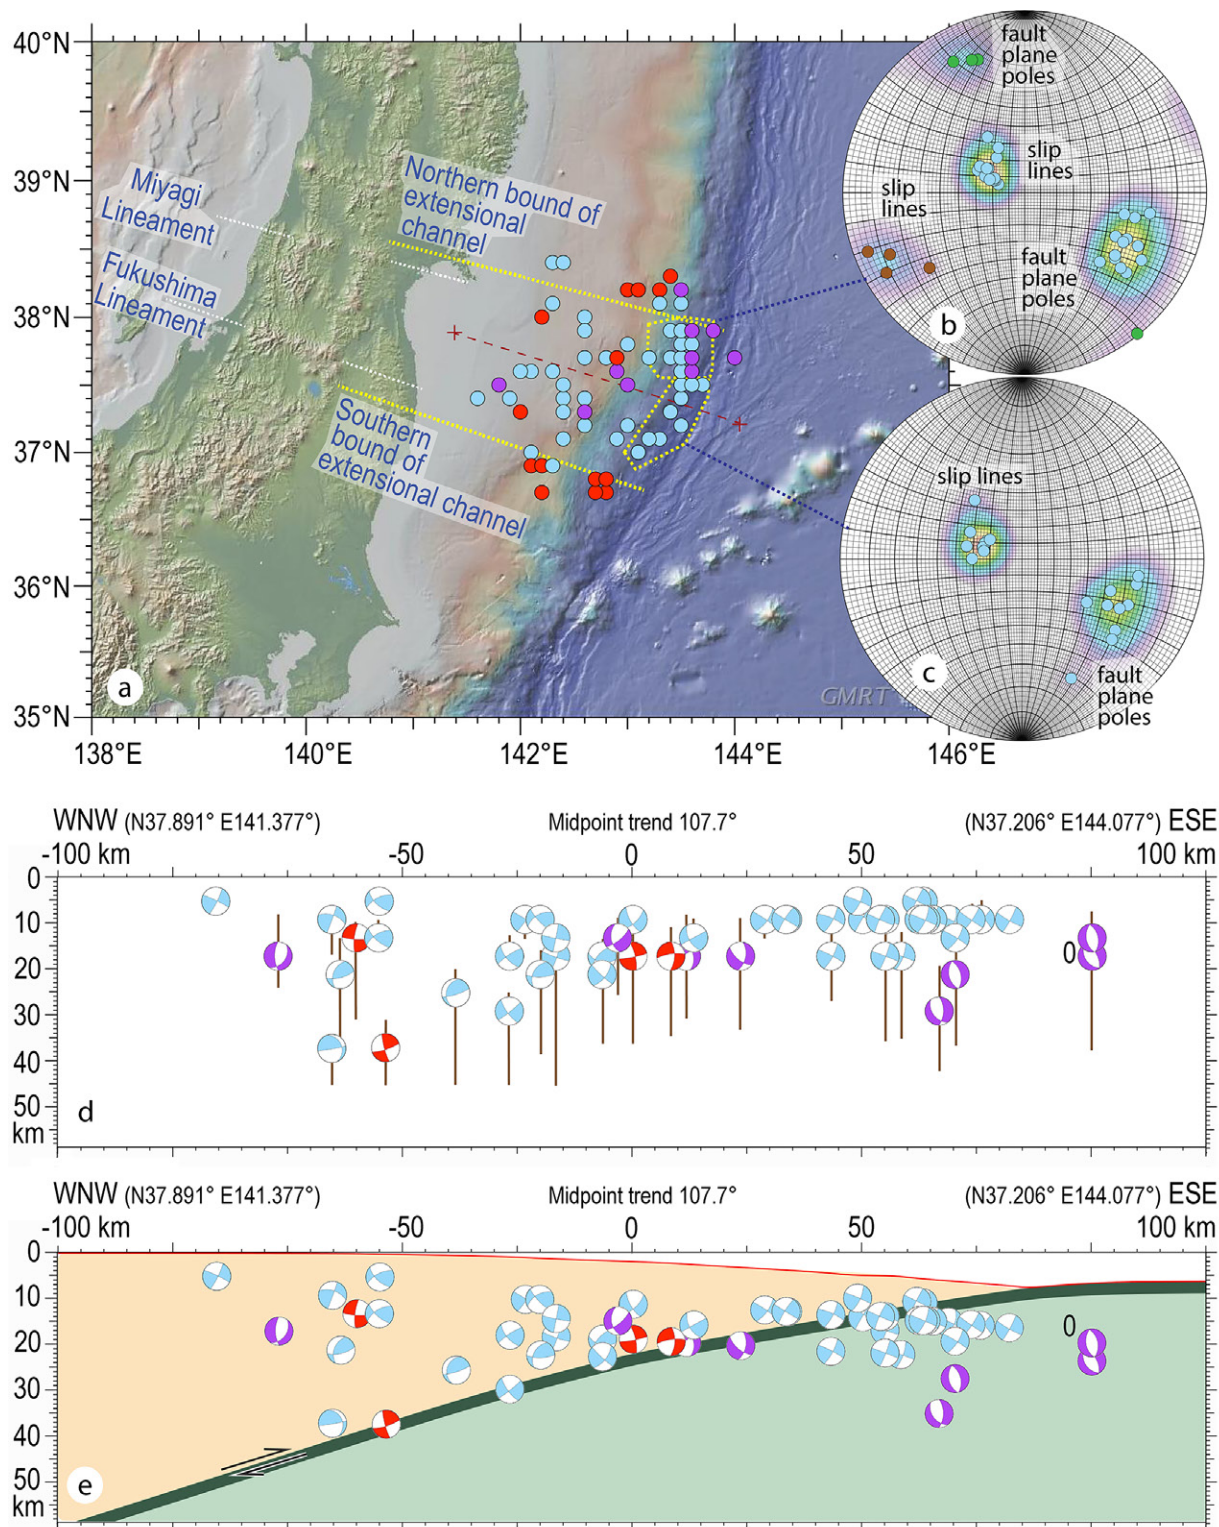 40°N
39°N
38°N
37°N
36°N
35°N
138°E
140°E
142°E
144°E
146°E
Miyagi
Lineament
Fukushima
Lineament
Northern bound of
extensional
channel
Southern
bound of
extensional channel
GMRT
a
fault
plane
poles
slip
lines
slip
lines
fault
plane
poles
b
slip lines
c
fault
plane
poles
WNW (N37.891° E141.377°)
Midpoint trend 107.7°
(N37.206° E144.077°) ESE
-100 km
-50
0
50
100 km
0
10
20
30
40
50
km
0
d
WNW (N37.891° E141.377°)
Midpoint trend 107.7°
(N37.206° E144.077°) ESE
-100 km
-50
0
50
100 km
0
10
20
30
40
50
km
0
e